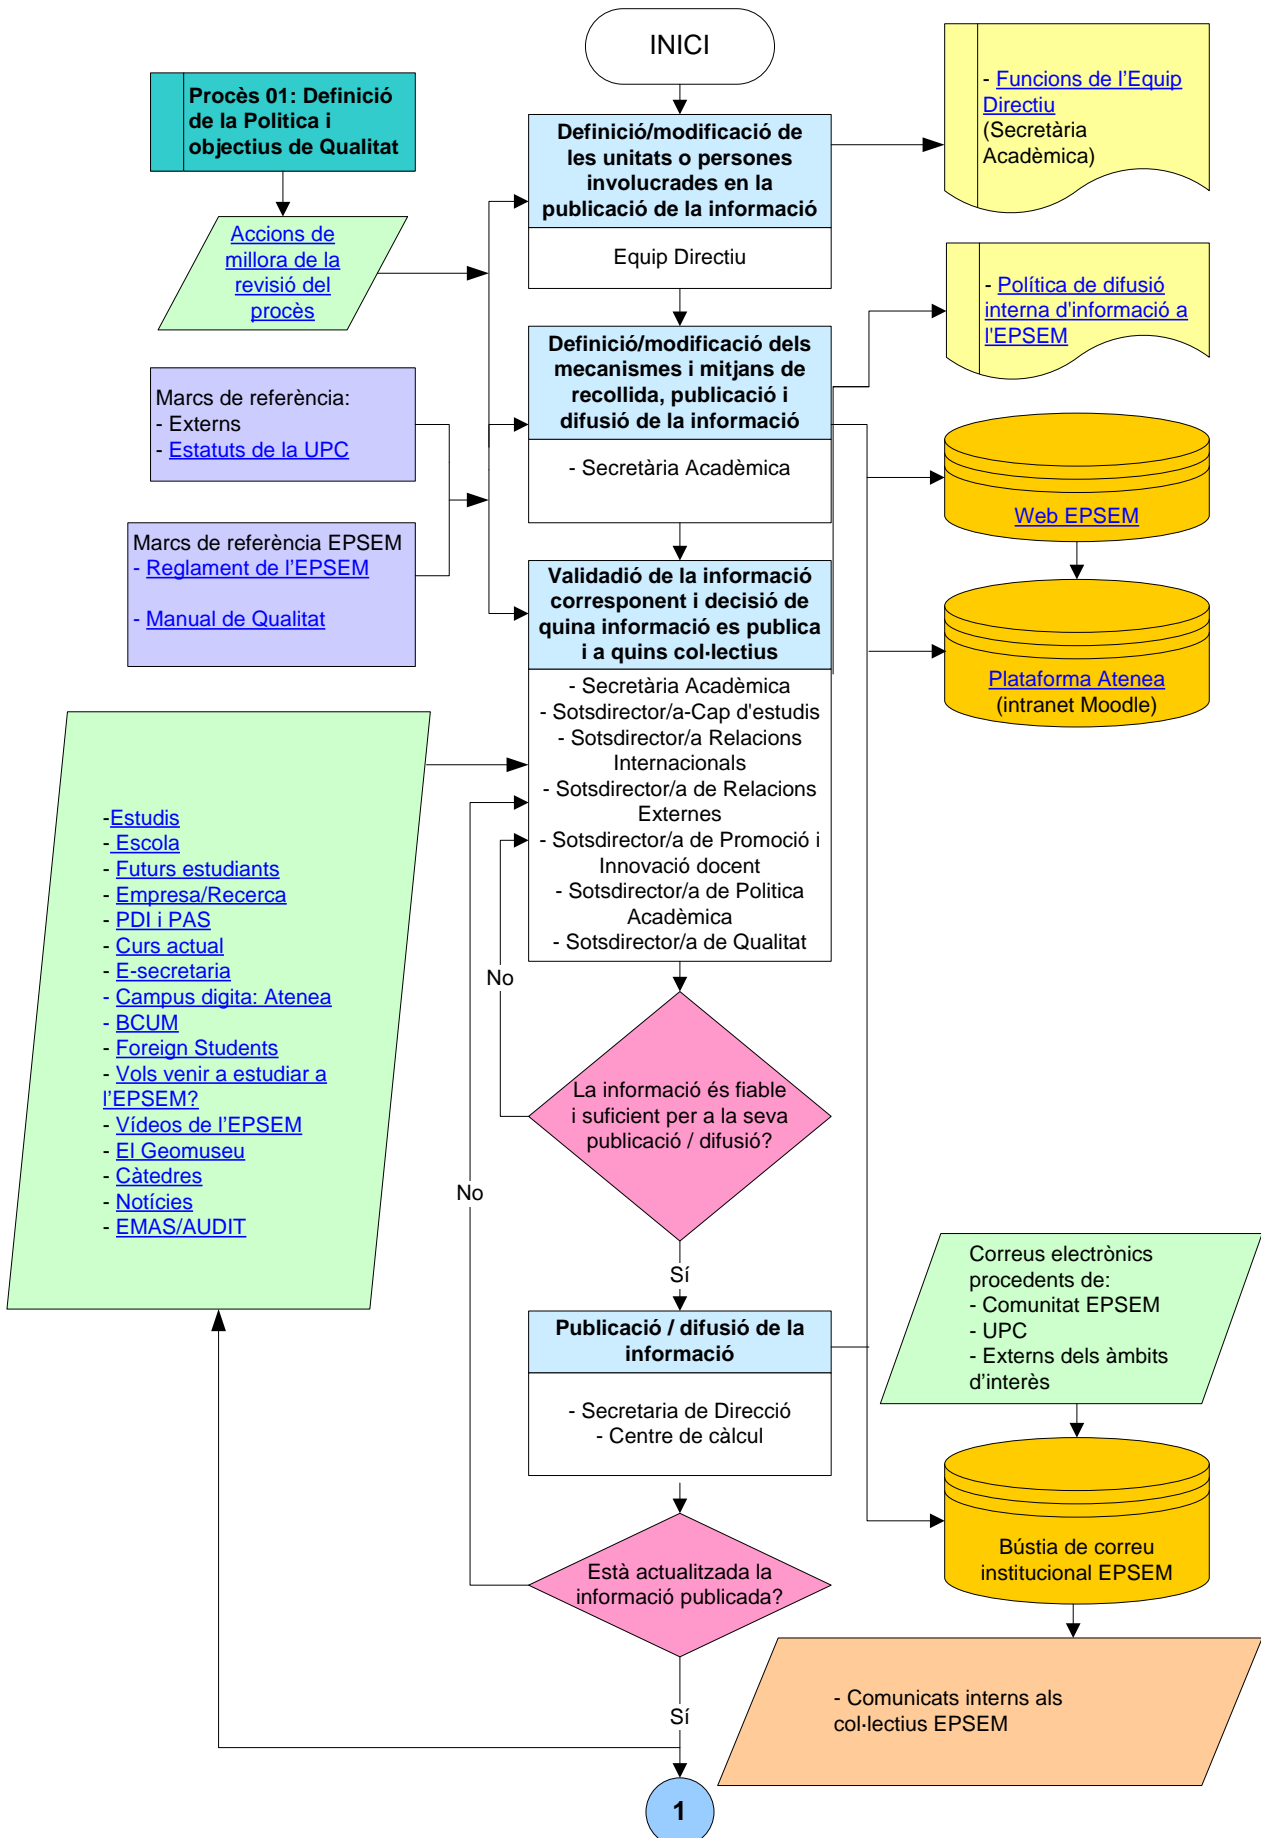 INICI
Procès 01: Definició
de la Politica i
objectius de Qualitat
- Funcions de l'Equip
Directiu
(Secretària
Acadèmica)
Definició/modificació de
les unitats o persones
involucrades en la
publicació de la informació
Equip Directiu
Accions de
millora de la
revisió del
procès
- Política de difusió
interna d'informació a
l'EPSEM
Definició/modificació dels
mecanismes i mitjans de
recollida, publicació i
difusió de la informació
- Secretària Acadèmica
Marcs de referència:
- Externs
- Estatuts de la UPC
Web EPSEM
Marcs de referència EPSEM
- Reglament de l'EPSEM
- Manual de Qualitat
Validadió de la informació
corresponent i decisió de
quina informació es publica
i a quins col·lectius
- Secretària Acadèmica
- Sotsdirector/a-Cap d'estudis
- Sotsdirector/a Relacions
Internacionals
- Sotsdirector/a de Relacions
Externes
- Sotsdirector/a de Promoció i
Innovació docent
- Sotsdirector/a de Politica
Acadèmica
- Sotsdirector/a de Qualitat
Plataforma Atenea
(intranet Moodle)
-Estudis
- Escola
- Futurs estudiants
- Empresa/Recerca
- PDI i PAS
- Curs actual
- E-secretaria
- Campus digita: Atenea
- BCUM
- Foreign Students
- Vols venir a estudiar a
l'EPSEM?
- Vídeos de l'EPSEM
- El Geomuseu
- Càtedres
- Notícies
- EMAS/AUDIT
No
La informació és fiable
i suficient per a la seva
publicació / difusió?
No
Sí
Correus electrònics
procedents de:
- Comunitat EPSEM
- UPC
- Externs dels àmbits
d'interès
Publicació / difusió de la
informació
- Secretaria de Direcció
- Centre de càlcul
Bústia de correu
institucional EPSEM
Està actualitzada la
informació publicada?
Sí
- Comunicats interns als
col·lectius EPSEM
1